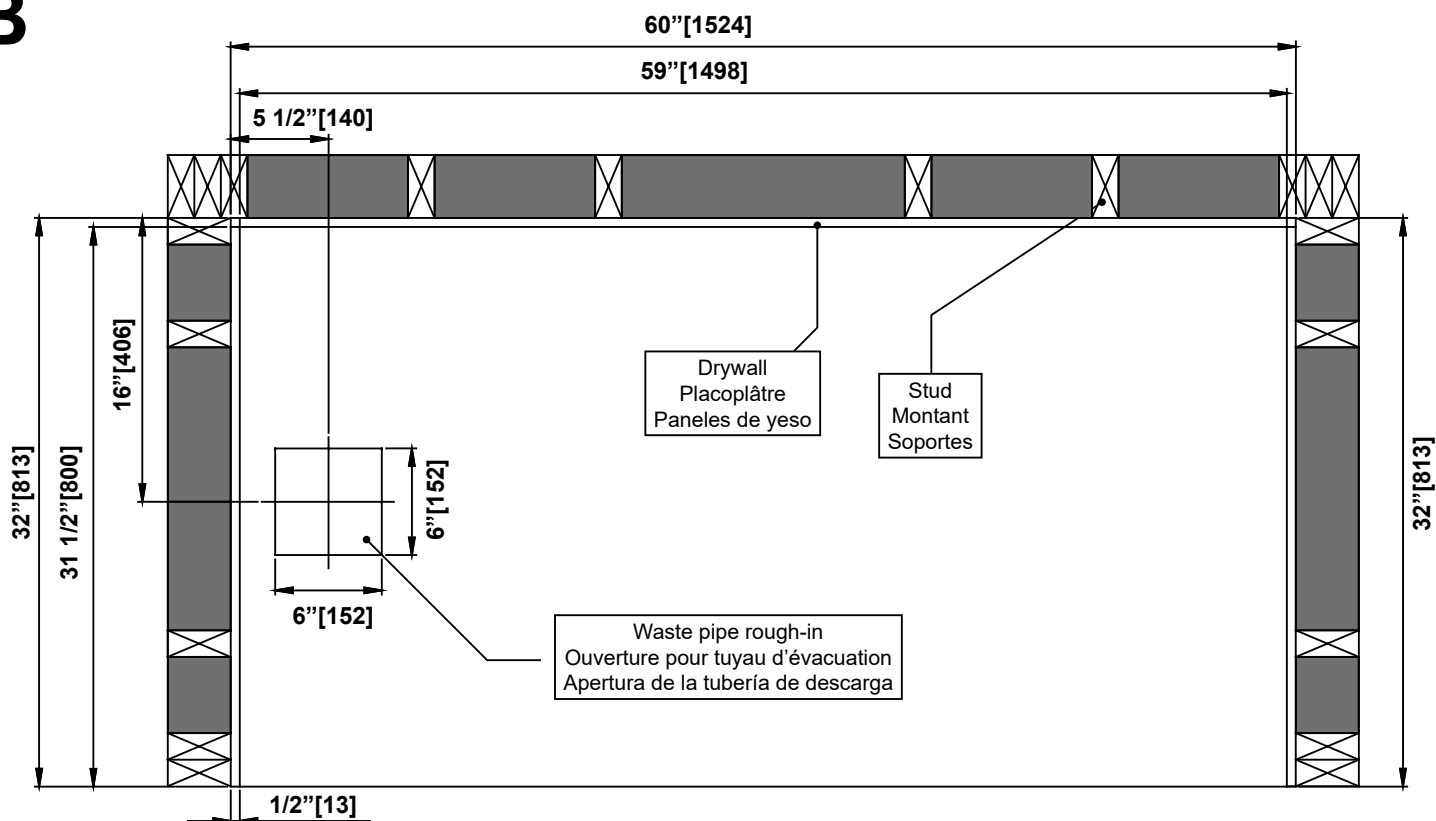 B
60”[1524]
59”[1498]
5 1/2”[140]
16”[406]
32”[813]
31 1/2”[800]
Drywall
Placoplâtre
Paneles de yeso
Stud
Montant
Soportes
32”[813]
6”[152]
6”[152]
Waste pipe rough-in
Ouverture pour tuyau d’évacuation
Apertura de la tubería de descarga
1/2”[13]